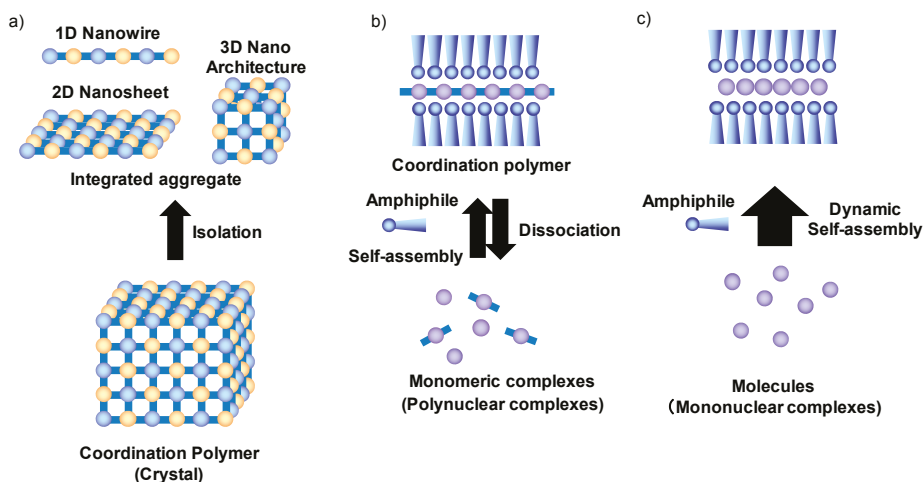 a)
1D Nanowire
3D Nano
Architecture
2D Nanosheet
Integrated aggregate
Isolation
Coordination Polymer
(Crystal)
b)
Coordination polymer
Amphiphile
Self-assembly
Dissociation
Monomeric complexes
(Polynuclear complexes)
c)
Amphiphile
Dynamic
Self-assembly
Molecules
(Mononuclear complexes)